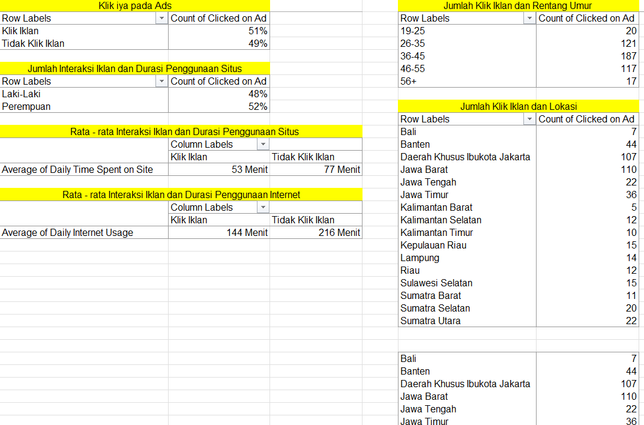 Klik iya pada Ads
Row Labels Count of Clicked on Ad
Klik Iklan 51%
Tidak Klik Iklan 49%
Jumlah Interaksi Iklan dan Durasi Penggunaan Situs
Row Labels Count of Clicked on Ad
Laki-Laki 48%
Perempuan 52%
Rata - rata Interaksi Iklan dan Durasi Penggunaan Situs
Column Labels
Klik Iklan Tidak Klik Iklan
Average of Daily Time Spent on Site 53 Menit 77 Menit
Rata - rata Interaksi Iklan dan Durasi Penggunaan Internet
Column Labels
Klik Iklan Tidak Klik Iklan
Average of Daily Internet Usage 144 Menit 216 Menit
Jumlah Klik Iklan dan Rentang Umur
Row Labels Count of Clicked on Ad
19-25 20
26-35 121
36-45 187
46-55 117
56+ 17
Jumlah Klik Iklan dan Lokasi
Row Labels Count of Clicked on Ad
Bali 7
Banten 44
Daerah Khusus Ibukota Jakarta 107
Jawa Barat 110
Jawa Tengah 22
Jawa Timur 36
Kalimantan Barat 5
Kalimantan Selatan 12
Kalimantan Timur 10
Kepulauan Riau 15
Lampung 14
Riau 12
Sulawesi Selatan 15
Sumatra Barat 11
Sumatra Selatan 20
Sumatra Utara 22
Bali 7
Banten 44
Daerah Khusus Ibukota Jakarta 107
Jawa Barat 110
Jawa Tengah 22
Jawa Timur 36